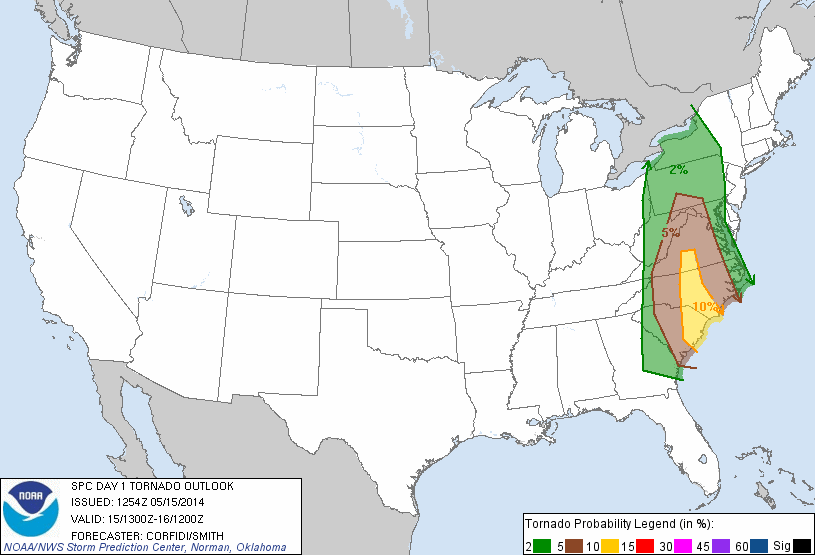 2%
5%
10%
NOAA
SPC DAY 1 TORNADO OUTLOOK
ISSUED: 1254Z 05/15/2014
VALID: 15/1300Z-16/1200Z
FORECASTER: CORFIDI/SMITH
NOAA/NWS Storm Prediction Center, Norman, Oklahoma
Tornado Probability Legend (in %):
2 5 10 15 30 45 60 Sig